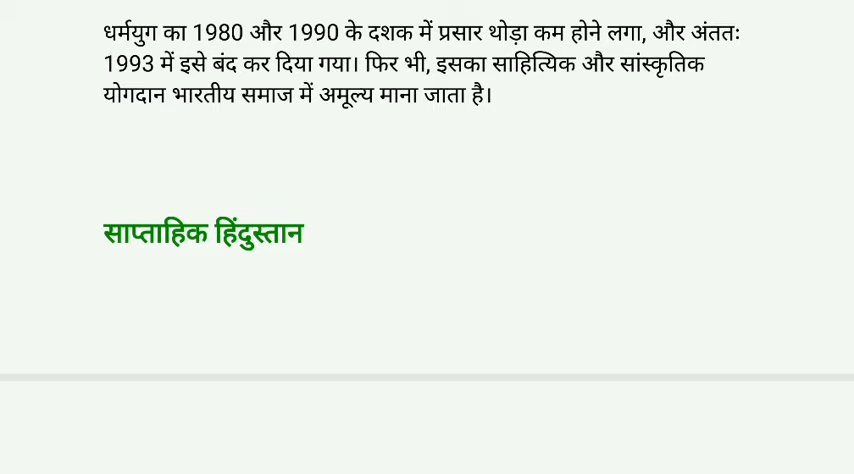 धर्मयुग का 1980 और 1990 के दशक में प्रसार थोड़ा कम होने लगा, और अंततः
1993 में इसे बंद कर दिया गया। फिर भी, इसका साहित्यिक और सांस्कृतिक
योगदान भारतीय समाज में अमूल्य माना जाता है।
साप्ताहिक हिंदुस्तान